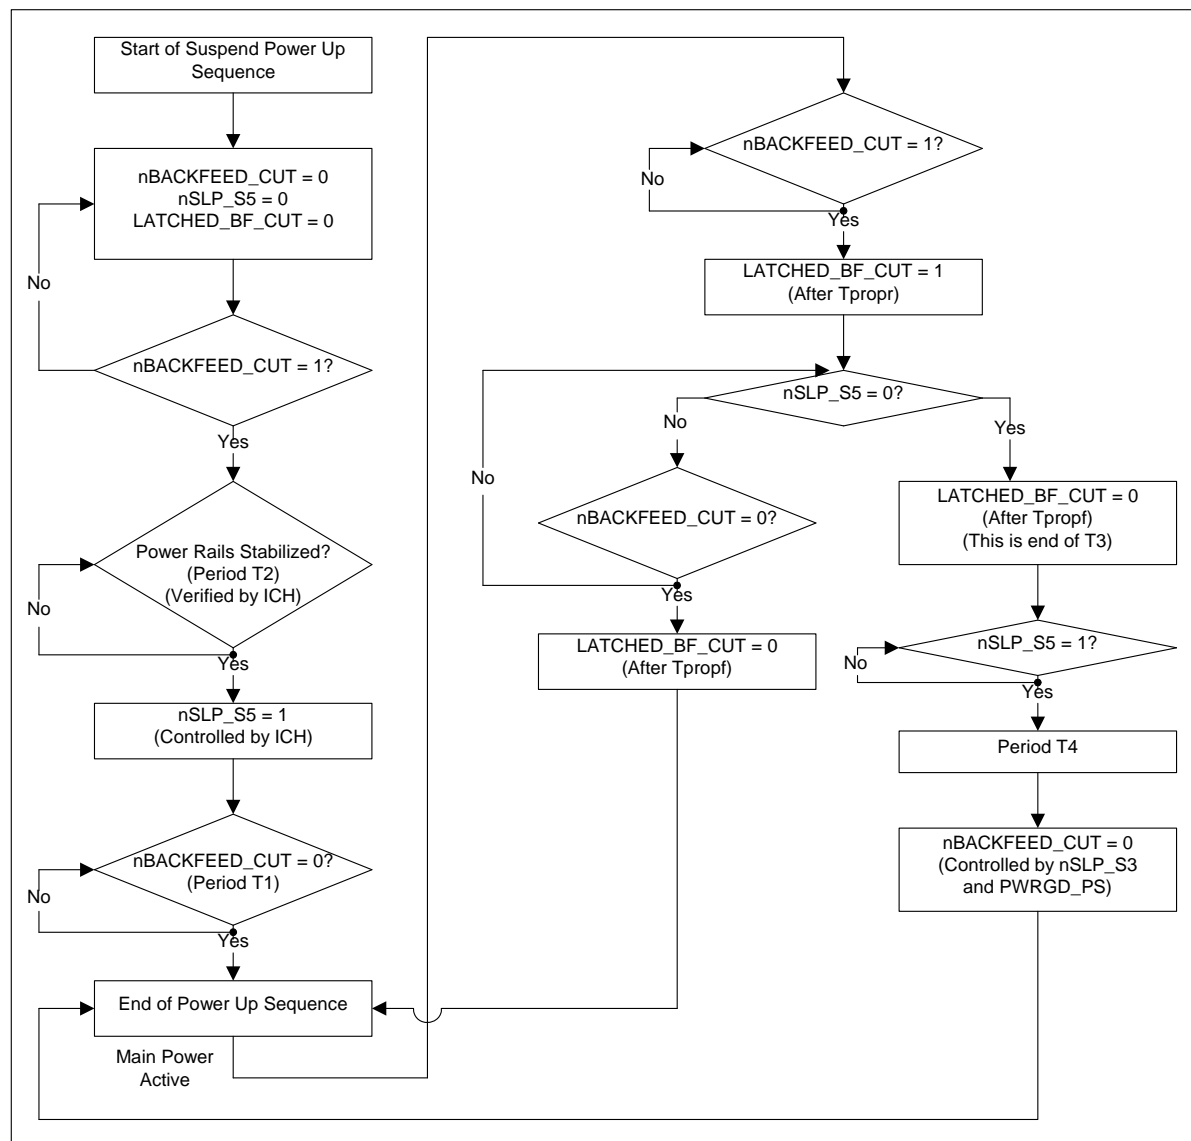 Start of Suspend Power Up
Sequence
nBACKFEED_CUT = 0
nSLP_S5 = 0
LATCHED_BF_CUT = 0
No
nBACKFEED_CUT = 1?
Yes
Power Rails Stabilized?
(Period T2)
(Verified by ICH)
No
Yes
nSLP_S5 = 1
(Controlled by ICH)
nBACKFEED_CUT = 0?
(Period T1)
No
Yes
End of Power Up Sequence
Main Power
Active
nBACKFEED_CUT = 1?
No
Yes
LATCHED_BF_CUT = 1
(After Tpropr)
nSLP_S5 = 0?
No
Yes
No
nBACKFEED_CUT = 0?
Yes
LATCHED_BF_CUT = 0
(After Tpropf)
LATCHED_BF_CUT = 0
(After Tpropf)
(This is end of T3)
nSLP_S5 = 1?
No
Yes
Period T4
nBACKFEED_CUT = 0
(Controlled by nSLP_S3
and PWRGD_PS)